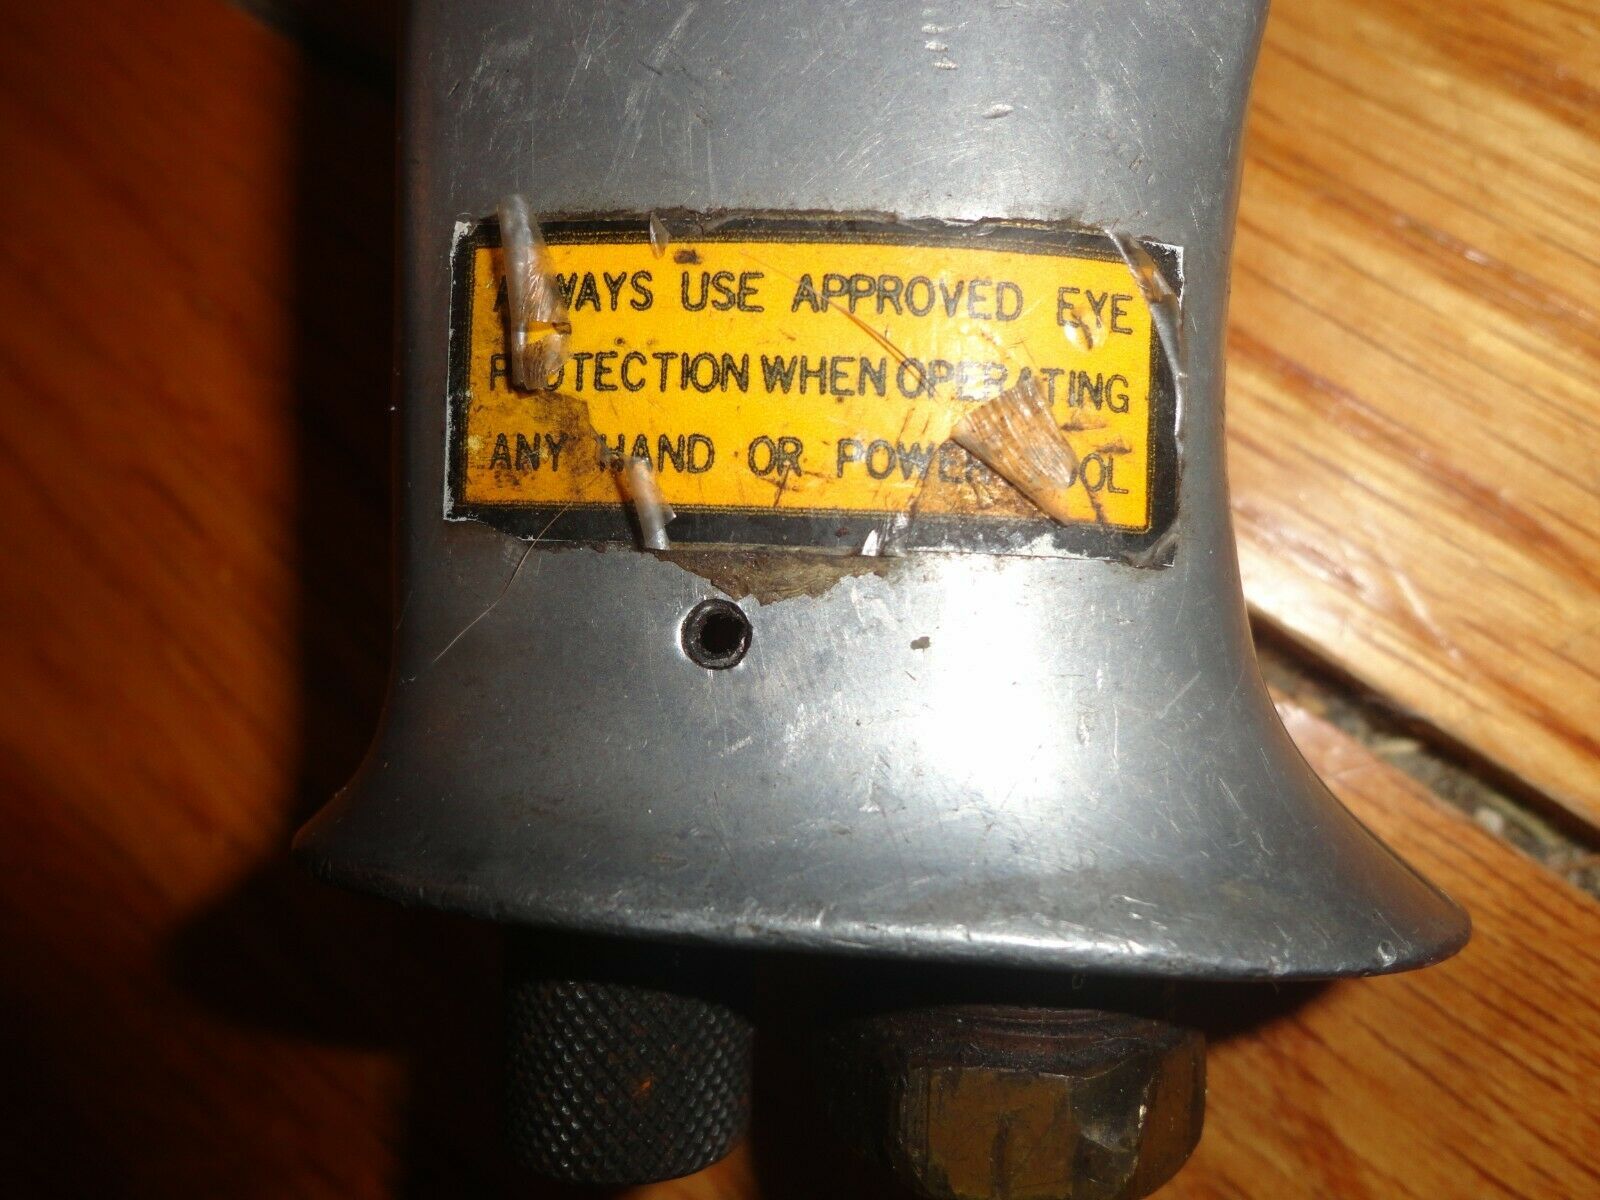 ALWAYS USE APPROVED EYE
PROTECTION WHEN OPERATING
ANY HAND OR POWER TOOL